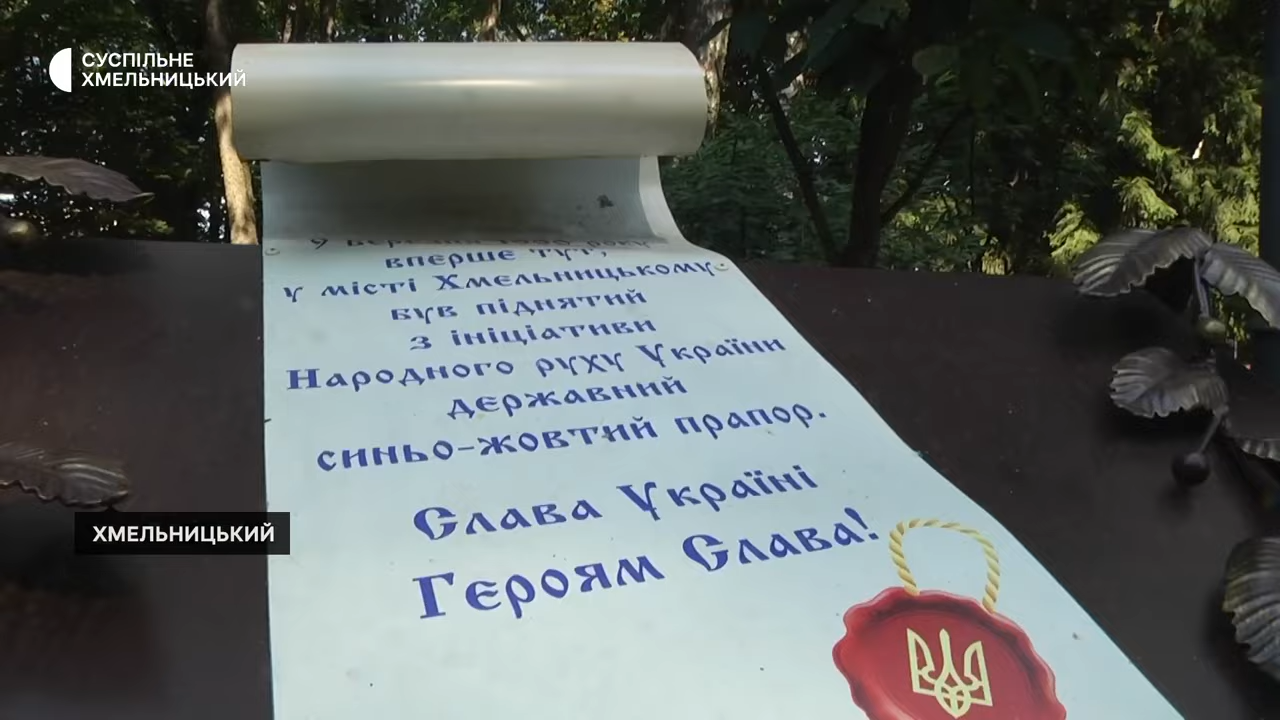 СУСПІЛЬНЕ
ХМЕЛЬНИЦЬКИЙ
вперше тут,
у місті Хмельницькому
був піднятий
з ініціативи
Народного руху України
державний
синьо-жовтий прапор.
Слава Україні
Героям Слава!
ХМЕЛЬНИЦЬКИЙ